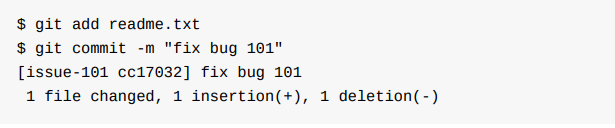 $ git add readme.txt
$ git commit -m "fix bug 101"
[issue-101 cc17032] fix bug 101
 1 file changed, 1 insertion(+), 1 deletion(-)